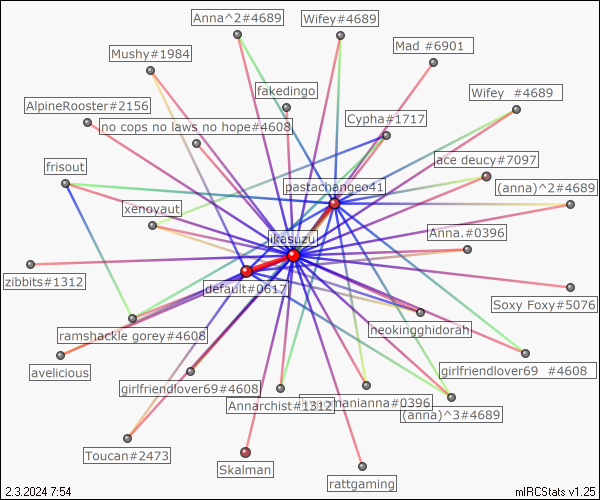 Anna^2#4689
Wifey#4689
Mad #6901
Mushy#1984
fakedingo
Wifey  #4689
AlpineRooster#2156
no cops no laws no hope#4608
Cypha#1717
frisout
ace deucy#7097
pastachangeo41
(anna)^2#4689
xenoyaut
Anna.#0396
ikasuzu
zibbits#1312
default#0617
Soxy Foxy#5076
ramshackle gorey#4608
neokingghidorah
avelicious
girlfriendlover69  #4608
girlfriendlover69#4608
Annarchist#1312
manianna#0396
(anna)^3#4689
Toucan#2473
Skalman
rattgaming
2.3.2024 7:54
mIRCStats v1.25